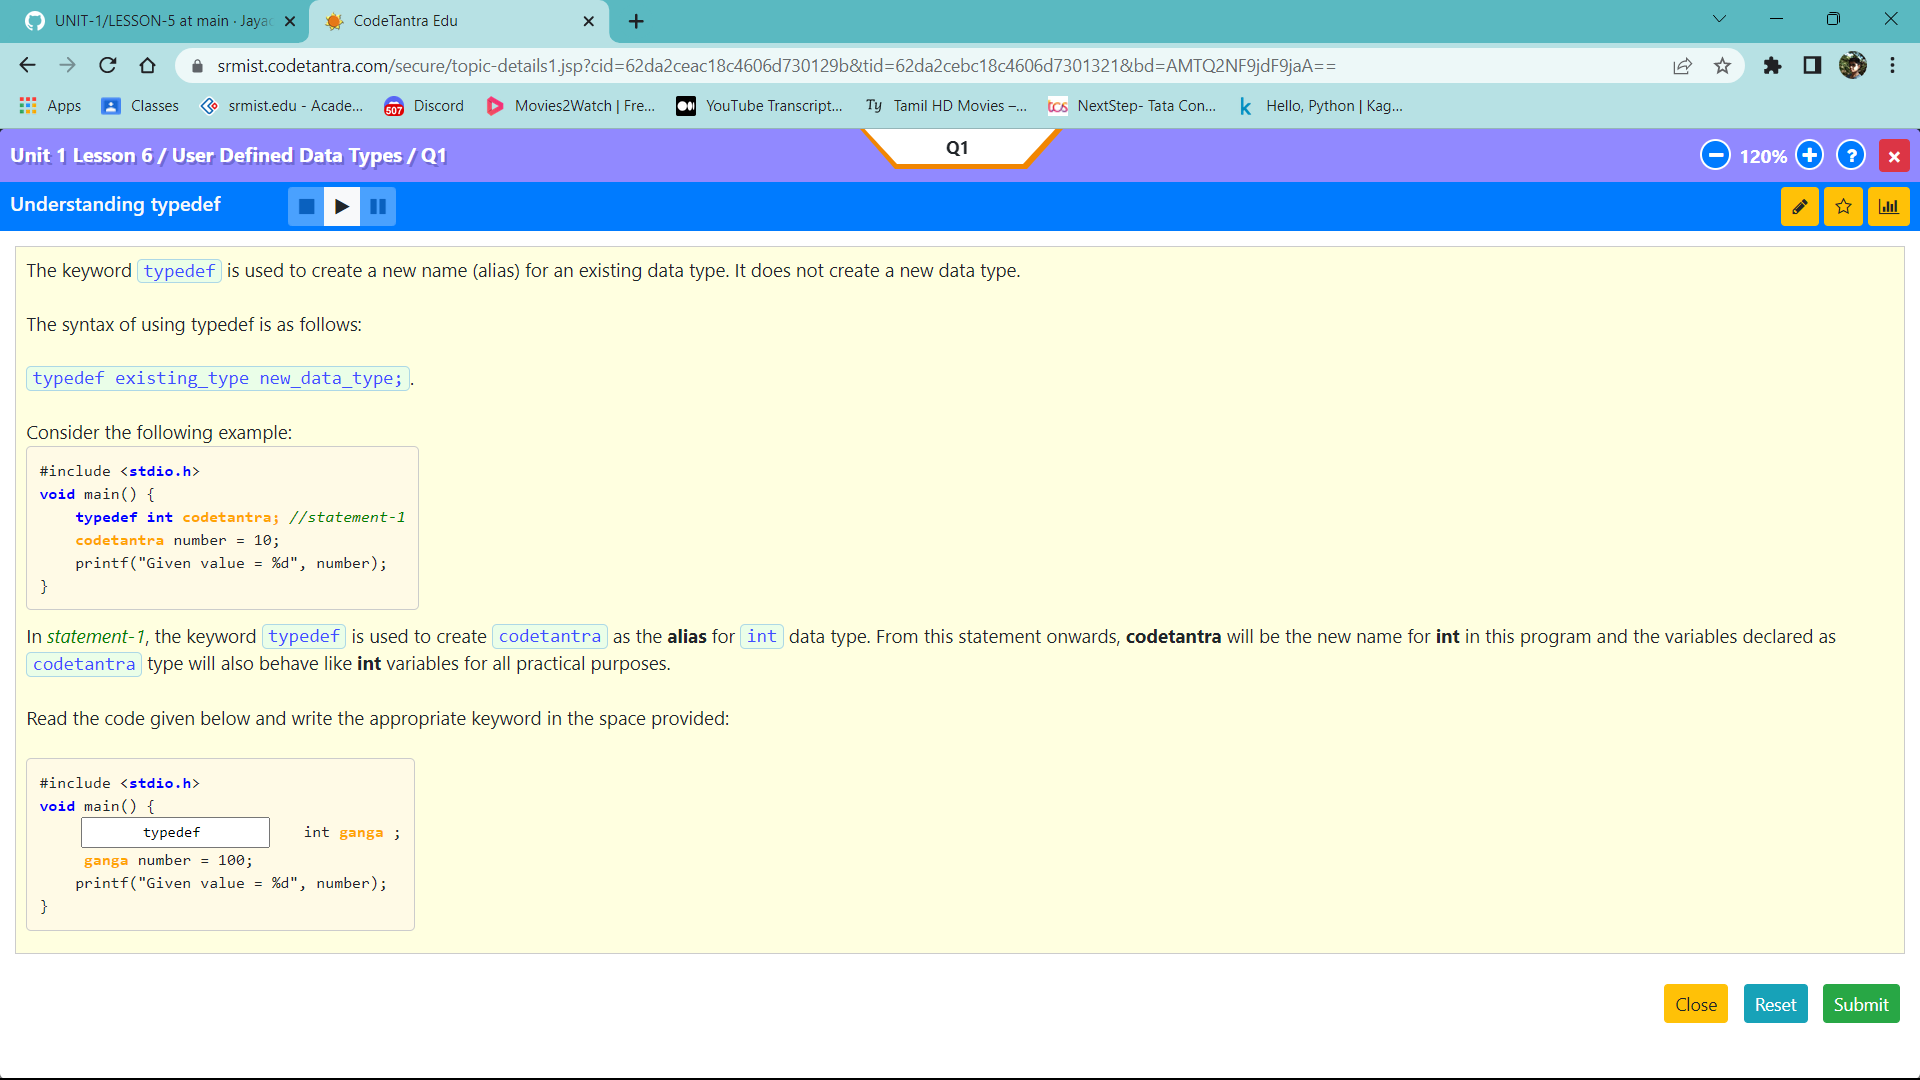 UNIT-1/LESSON-5 at main · Jayac
CodeTantra Edu
srmist.codetantra.com/secure/topic-details1.jsp?cid=62da2ceac18c4606d730129b&tid=62da2cebc18c4606d7301321&bd=AMTQ2NF9jdF9jaA==
Apps
Classes
srmist.edu - Acade...
507
Discord
Movies2Watch | Fre...
YouTube Transcript...
Ty Tamil HD Movies –...
tcs NextStep- Tata Con...
k Hello, Python | Kag...
Unit 1 Lesson 6 / User Defined Data Types / Q1
Q1
120%
?
Understanding typedef
The keyword typedef is used to create a new name (alias) for an existing data type. It does not create a new data type.
The syntax of using typedef is as follows:
typedef existing_type new_data_type; .
Consider the following example:
#include <stdio.h>
void main() {
typedef int codetantra; //statement-1
codetantra number = 10;
printf("Given value = %d", number);
}
In statement-1, the keyword typedef is used to create codetantra as the alias for int data type. From this statement onwards, codetantra will be the new name for int in this program and the variables declared as
codetantra type will also behave like int variables for all practical purposes.
Read the code given below and write the appropriate keyword in the space provided:
#include <stdio.h>
void main() {
typedef int ganga ;
ganga number = 100;
printf("Given value = %d", number);
}
Close
Reset
Submit